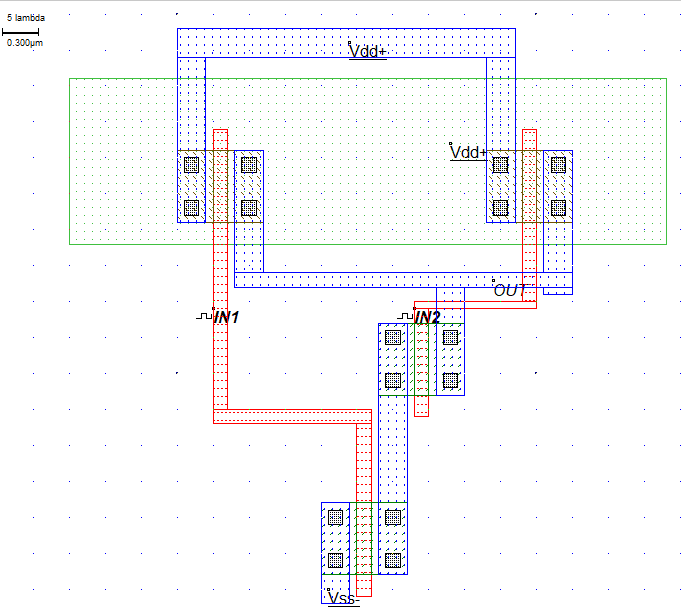 5 lambda
0.300µm
Vdd+
Vdd+
OUT
IN1
IN2
Vss-